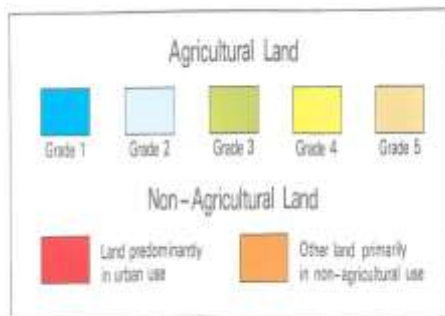 Agricultural Land
Grade 1 Grade 2 Grade 3 Grade 4 Grade 5
Non-Agricultural Land
Land predominantly
in urban use
Other land primarily
in non-agricultural use